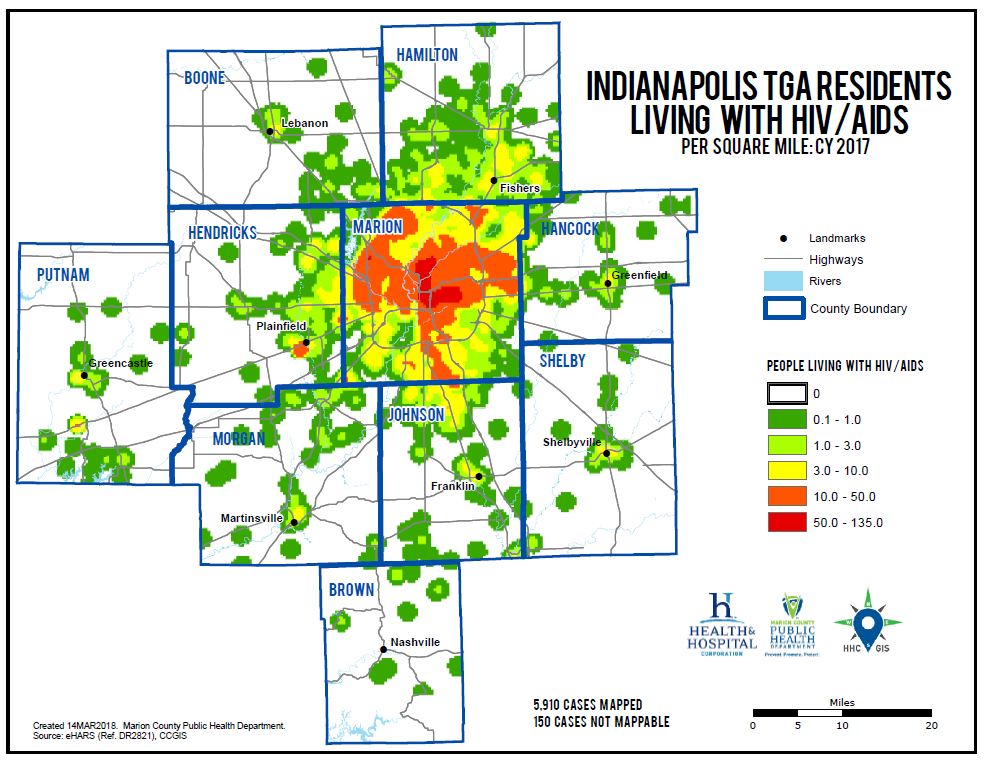 INDIANAPOLIS TGA RESIDENTS
LIVING WITH HIV/AIDS
PER SQUARE MILE: CY 2017
HAMILTON
BOONE
Lebanon
Fishers
MARION
HENDRICKS
HANCOCK
PUTNAM
Greenfield
Plainfield
Greencastle
SHELBY
JOHNSON
MORGAN
Shelbyville
Franklin
Martinsville
BROWN
Nashville
Landmarks
Highways
Rivers
County Boundary
PEOPLE LIVING WITH HIV/AIDS
0
0.1 - 1.0
1.0 - 3.0
3.0 - 10.0
10.0 - 50.0
50.0 - 135.0
h
HEALTH&
HOSPITAL
CORPORATION
MARION COUNTY
PUBLIC
HEALTH
DEPARTMENT
Prevent. Promote. Protect.
HHC GIS
5,910 CASES MAPPED
150 CASES NOT MAPPABLE
Miles
0 5 10 20
Created 14MAR2018. Marion County Public Health Department.
Source: eHARS (Ref. DR2821), CCGIS